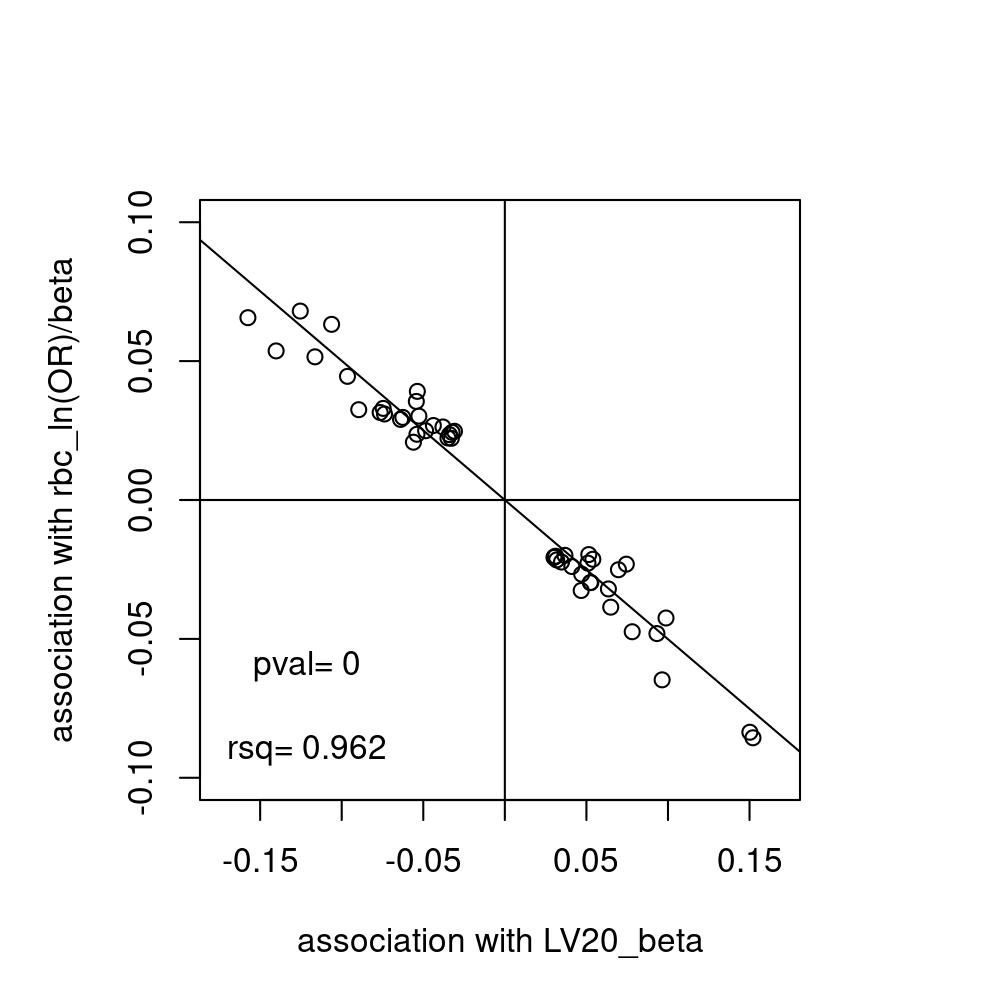 association with rbc_ln(OR)/beta
0.10
0.05
0.00
-0.05
-0.10
pval= 0
rsq= 0.962
-0.15 -0.05 0.05 0.15
association with LV20_beta